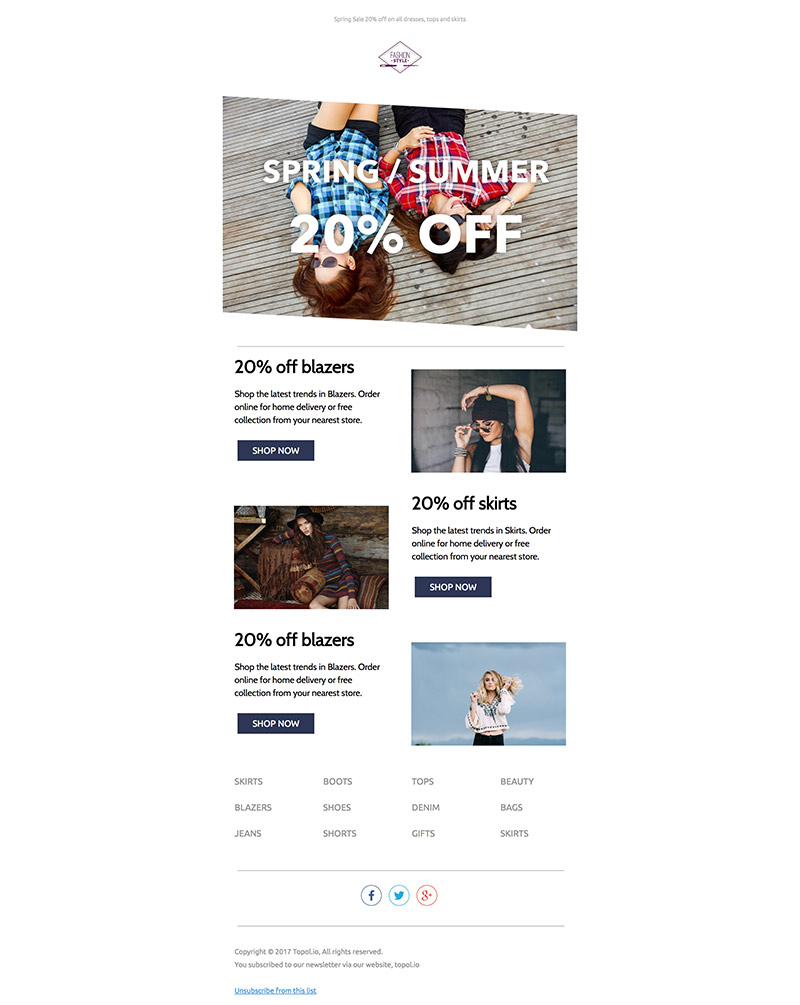 Spring Sale 20% off on all dresses, tops and skirts
FASHION
•STYLE•
SPRING / SUMMER
20% OFF
20% off blazers
Shop the latest trends in Blazers. Order
online for home delivery or free
collection from your nearest store.
SHOP NOW
20% off skirts
Shop the latest trends in Skirts. Order
online for home delivery or free
collection from your nearest store.
SHOP NOW
20% off blazers
Shop the latest trends in Blazers. Order
online for home delivery or free
collection from your nearest store.
SHOP NOW
SKIRTS BOOTS TOPS BEAUTY
BLAZERS SHOES DENIM BAGS
JEANS SHORTS GIFTS SKIRTS
Copyright © 2017 Topol.io, All rights reserved.
You subscribed to our newsletter via our website, topol.io
Unsubscribe from this list